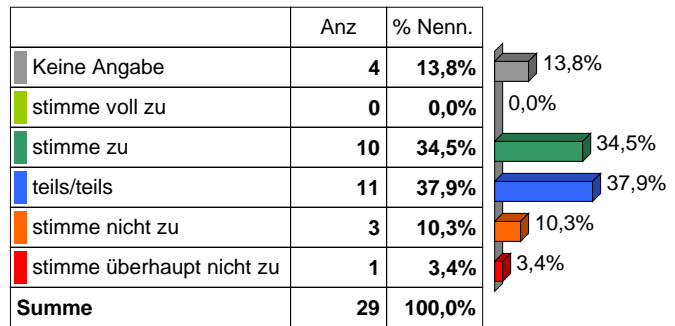 Anz % Nenn.
Keine Angabe 4 13,8% 13,8%
stimme voll zu 0 0,0% 0,0%
stimme zu 10 34,5% 34,5%
teils/teils 11 37,9% 37,9%
stimme nicht zu 3 10,3% 10,3%
stimme überhaupt nicht zu 1 3,4% 3,4%
Summe 29 100,0%